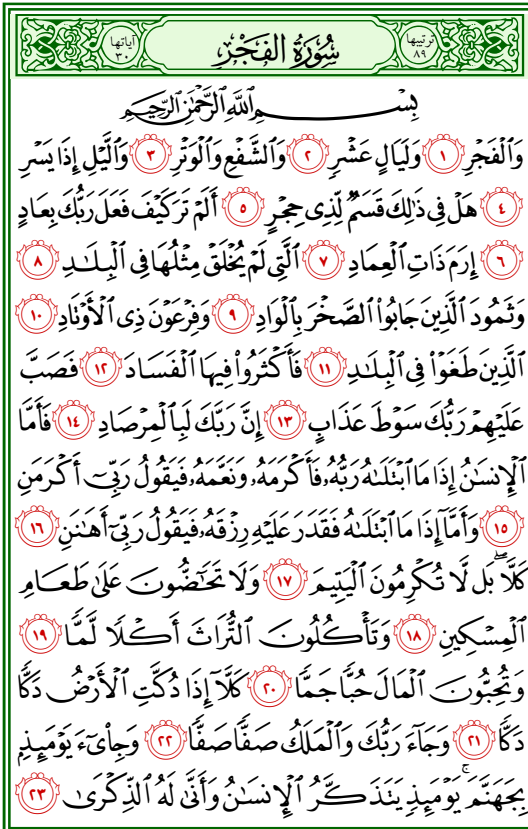 ترتيبها ٨٩ سُورَةُ الفَجْرِ آياتها ٣٠
بِسْمِ ٱللَّهِ ٱلرَّحْمَٰنِ ٱلرَّحِيمِ
وَٱلْفَجْرِ ١ وَلَيَالٍ عَشْرٍ ٢ وَٱلشَّفْعِ وَٱلْوَتْرِ ٣ وَٱلَّيْلِ إِذَا يَسْرِ
٤ هَلْ فِي ذَٰلِكَ قَسَمٌ لِّذِي حِجْرٍ ٥ أَلَمْ تَرَ كَيْفَ فَعَلَ رَبُّكَ بِعَادٍ
٦ إِرَمَ ذَاتِ ٱلْعِمَادِ ٧ ٱلَّتِي لَمْ يُخْلَقْ مِثْلُهَا فِي ٱلْبِلَٰدِ ٨
وَثَمُودَ ٱلَّذِينَ جَابُوا۟ ٱلصَّخْرَ بِٱلْوَادِ ٩ وَفِرْعَوْنَ ذِي ٱلْأَوْتَادِ ١٠
ٱلَّذِينَ طَغَوْا۟ فِي ٱلْبِلَٰدِ ١١ فَأَكْثَرُوا۟ فِيهَا ٱلْفَسَادَ ١٢ فَصَبَّ
عَلَيْهِمْ رَبُّكَ سَوْطَ عَذَابٍ ١٣ إِنَّ رَبَّكَ لَبِٱلْمِرْصَادِ ١٤ فَأَمَّا
ٱلْإِنسَٰنُ إِذَا مَا ٱبْتَلَىٰهُ رَبُّهُۥ فَأَكْرَمَهُۥ وَنَعَّمَهُۥ فَيَقُولُ رَبِّيٓ أَكْرَمَنِ
١٥ وَأَمَّآ إِذَا مَا ٱبْتَلَىٰهُ فَقَدَرَ عَلَيْهِ رِزْقَهُۥ فَيَقُولُ رَبِّيٓ أَهَٰنَنِ ١٦
كَلَّا ۖ بَل لَّا تُكْرِمُونَ ٱلْيَتِيمَ ١٧ وَلَا تَحَٰٓضُّونَ عَلَىٰ طَعَامِ
ٱلْمِسْكِينِ ١٨ وَتَأْكُلُونَ ٱلتُّرَاثَ أَكْلًا لَّمًّا ١٩
وَتُحِبُّونَ ٱلْمَالَ حُبًّا جَمًّا ٢٠ كَلَّآ إِذَا دُكَّتِ ٱلْأَرْضُ دَكًّا
دَكًّا ٢١ وَجَآءَ رَبُّكَ وَٱلْمَلَكُ صَفًّا صَفًّا ٢٢ وَجِا۟يٓءَ يَوْمَئِذٍۭ
بِجَهَنَّمَ ۚ يَوْمَئِذٍ يَتَذَكَّرُ ٱلْإِنسَٰنُ وَأَنَّىٰ لَهُ ٱلذِّكْرَىٰ ٢٣